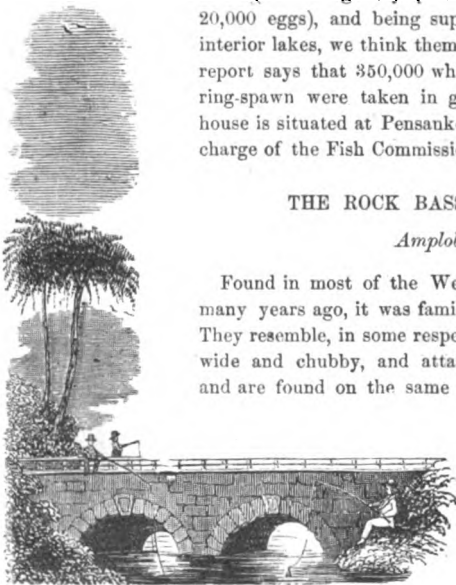 20,000 eggs), and being sup
interior lakes, we think them
report says that 350,000 wh
ring-spawn were taken in g
house is situated at Pensank
charge of the Fish Commissi
THE ROCK BASS
Amplo
Found in most of the We
many years ago, it was fami
They resemble, in some respe
wide and chubby, and atta
and are found on the same